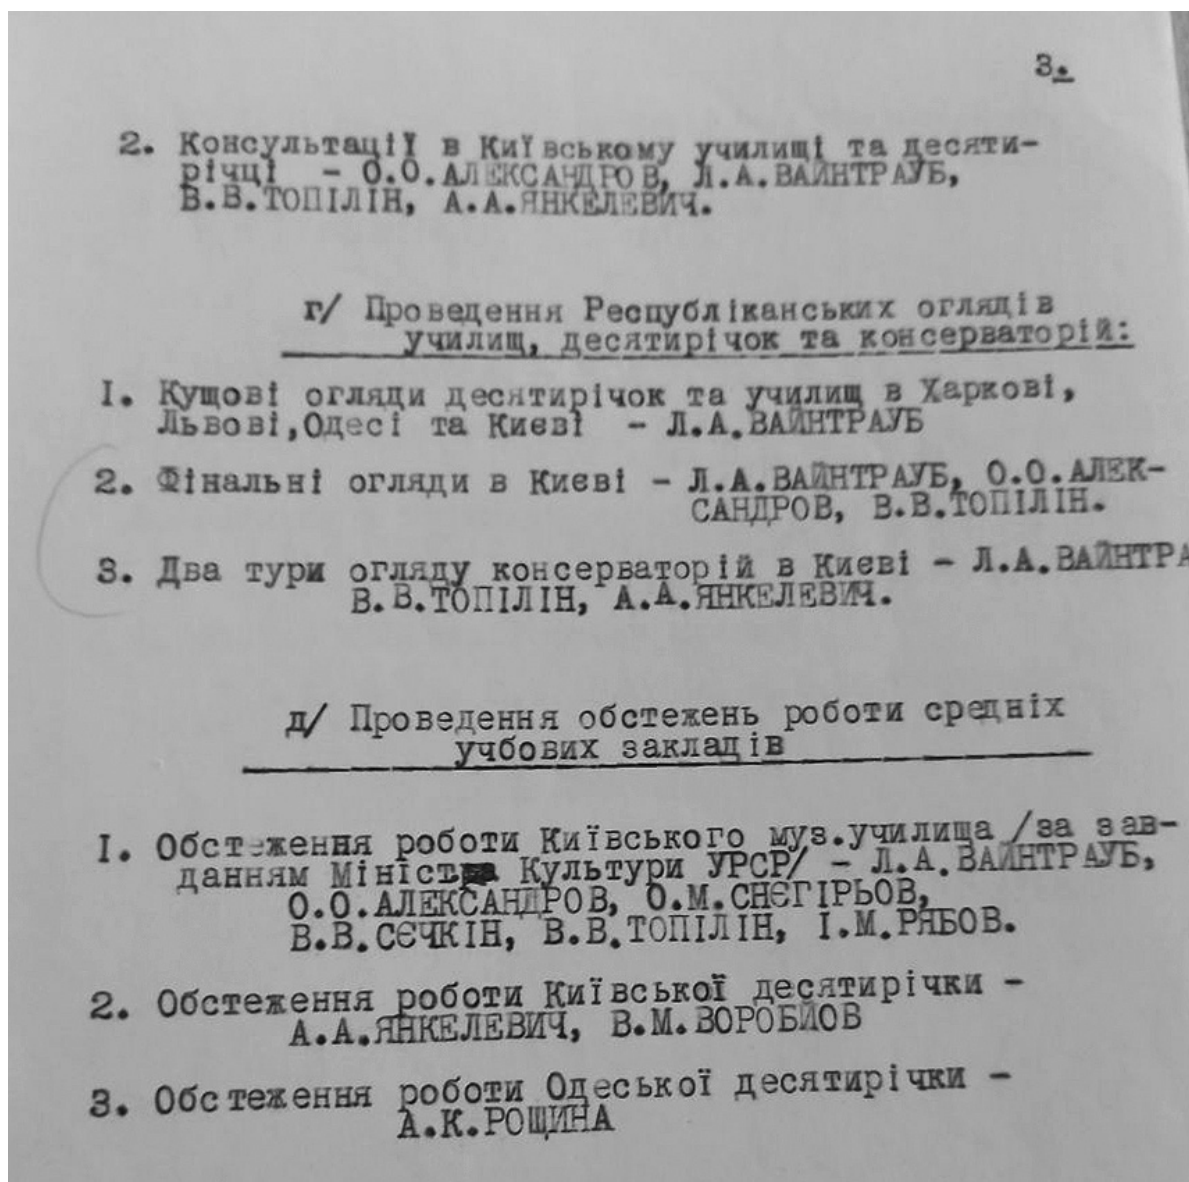 3.
2. Консультації в Київському училищі та десяти-
річці - О.О.АЛЕКСАНДРОВ, Л.А.ВАЙНТРАУБ,
В.В.ТОПІЛІН, А.А.ЯНКЕЛЕВИЧ.
г/ Проведення Республіканських оглядів
училищ, десятирічок та консерваторій:
I. Кущові огляди десятирічок та училищ в Харкові,
Львові,Одесі та Києві - Л.А.ВАЙНТРАУБ
2. Фінальні огляди в Києві - Л.А.ВАЙНТРАУБ, О.О.АЛЕК-
САНДРОВ, В.В.ТОПІЛІН.
3. Два тури огляду консерваторій в Києві - Л.А.ВАЙНТРА
В.В.ТОПІЛІН, А.А.ЯНКЕЛЕВИЧ.
д/ Проведення обстежень роботи средніх
учбових закладів
I. Обстеження роботи Київського муз.училища /за зав-
данням Міністра Культури УРСР/ - Л.А.ВАЙНТРАУБ,
О.О.АЛЕКСАНДРОВ, О.М.СНЄГІРЬОВ,
В.В.СЄЧКІН, В.В.ТОПІЛІН, І.М.РЯБОВ.
2. Обстеження роботи Київської десятирічки -
А.А.ЯНКЕЛЕВИЧ, В.М.ВОРОБЙОВ
3. Обстеження роботи Одеської десятирічки -
А.К.РОЩИНА